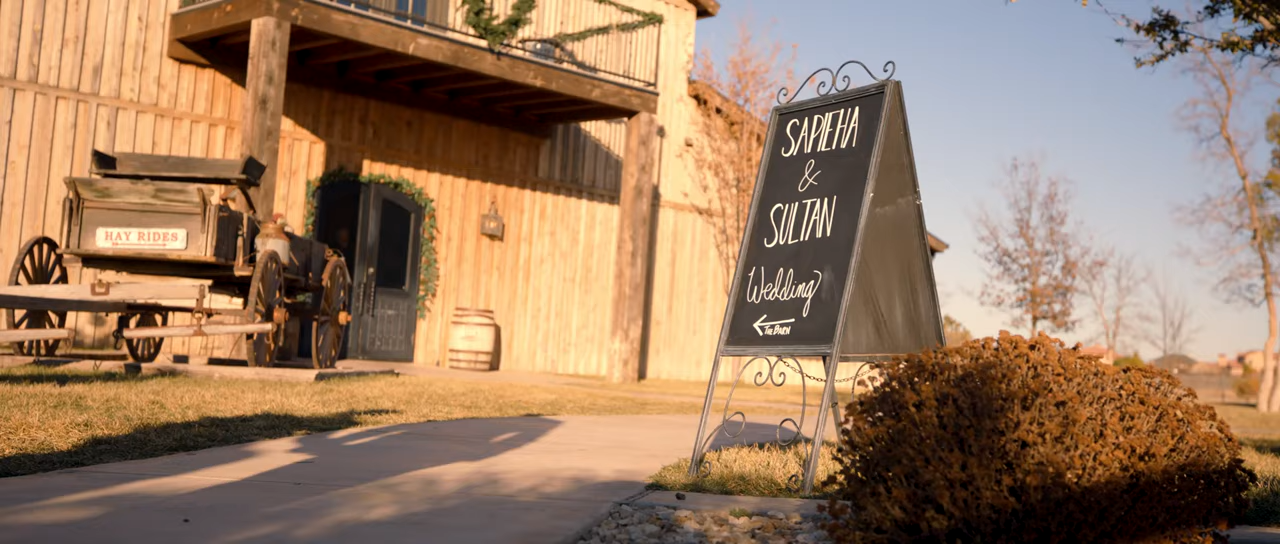 HAY RIDES
SAPIEHA
&
SULTAN
Wedding
THE BARN